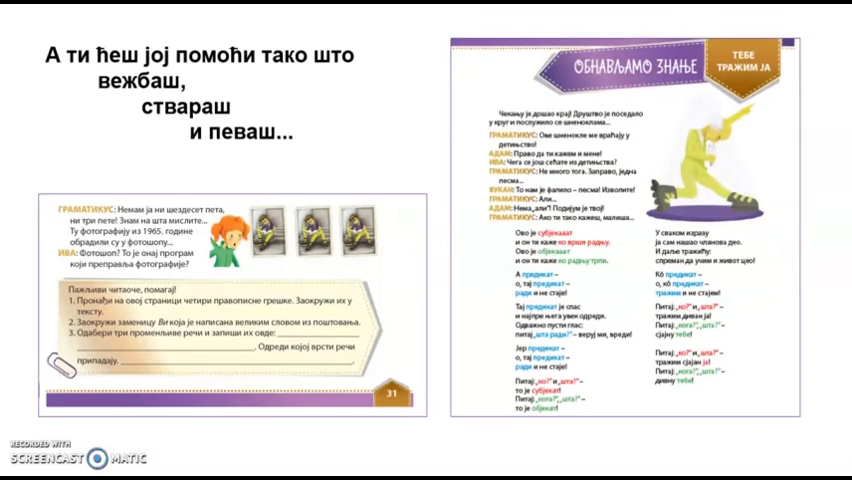 А ти ћеш јој помоћи тако што
вежбаш,
ствараш
и певаш...
ГРАМАТИКУС: Немам ја ни шездесет пета,
ни три пете! Знам на шта мислите...
Ту фотографију из 1965. године
обрадили су у фотошопу...
ИВА: Фотошоп? То је онај програм
који преправља фотографије?
Пажљиви читаоче, помагај!
1. Пронађи на овој страници четири правописне грешке. Заокружи их у
тексту.
2. Заокружи заменицу Ви која је написана великим словом из поштовања.
3. Одабери три променљиве речи и запиши их овде:
. Одреди којој врсти речи
припадају.
31
ОБНАВЉАМО ЗНАЊЕ
ТЕБЕ
ТРАЖИМ ЈА
Чекању је дошао крај! Друштво је поседало
у круг и послужило се шненоклама...
ГРАМАТИКУС: Ове шненокле ме враћају у
детињство!
АДАМ: Право да ти кажем и мене!
ИВА: Чега се још сећате из детињства?
ГРАМАТИКУС: Не много тога. Заправо, једна
песма...
ВУКАН: То нам је фалило – песма! Изволите!
ГРАМАТИКУС: Али...
АДАМ: Нема „али“! Подијум је твој!
ГРАМАТИКУС: Ако ти тако кажеш, малиша...
Ово је субјекааат
и он ти каже ко врши радњу.
Ово је објекааат
и он ти каже ко радњу трпи.
А предикат –
о, тај предикат –
ради и не стаје!
Тај предикат је спас
и најпре њега увек одреди.
Одважно пусти глас:
питај „шта ради?“ – веруј ми, вреди!
Јер предикат –
о, тај предикат –
ради и не стаје!
Питај: „ко?“ и „шта?“ –
то је субјекат!
Питај: „кога?“, „шта?“ –
то је објекат!
У сваком изразу
ја сам нашао чланова део.
И даље тражићу:
спреман да учим и живот цео!
Кô предикат –
о, кô предикат –
тражим и не стајем!
Питај: „ко?“ и „шта?“ –
тражим диван ја!
Питај: „кога?“, „шта?“ –
сјајну тебе!
Питај: „ко?“ и „шта?“ –
тражим сјајан ја!
Питај: „кога?“, „шта?“ –
дивну тебе!
RECORDED WITH
SCREENCAST MATIC